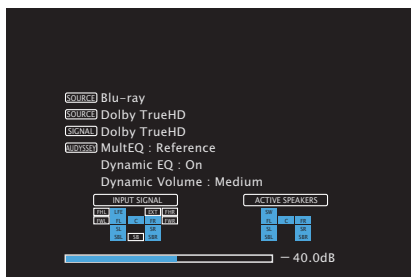 SOURCE Blu-ray
SOURCE Dolby TrueHD
SIGNAL Dolby TrueHD
AUDYSSEY MultEQ : Reference
Dynamic EQ : On
Dynamic Volume : Medium
INPUT SIGNAL ACTIVE SPEAKERS
FHL LFE EXT FHR SW
FWL FL C FR FWR FL C FR
SL SR SL SR
SBL SB SBR SBL SBR
- 40.0dB